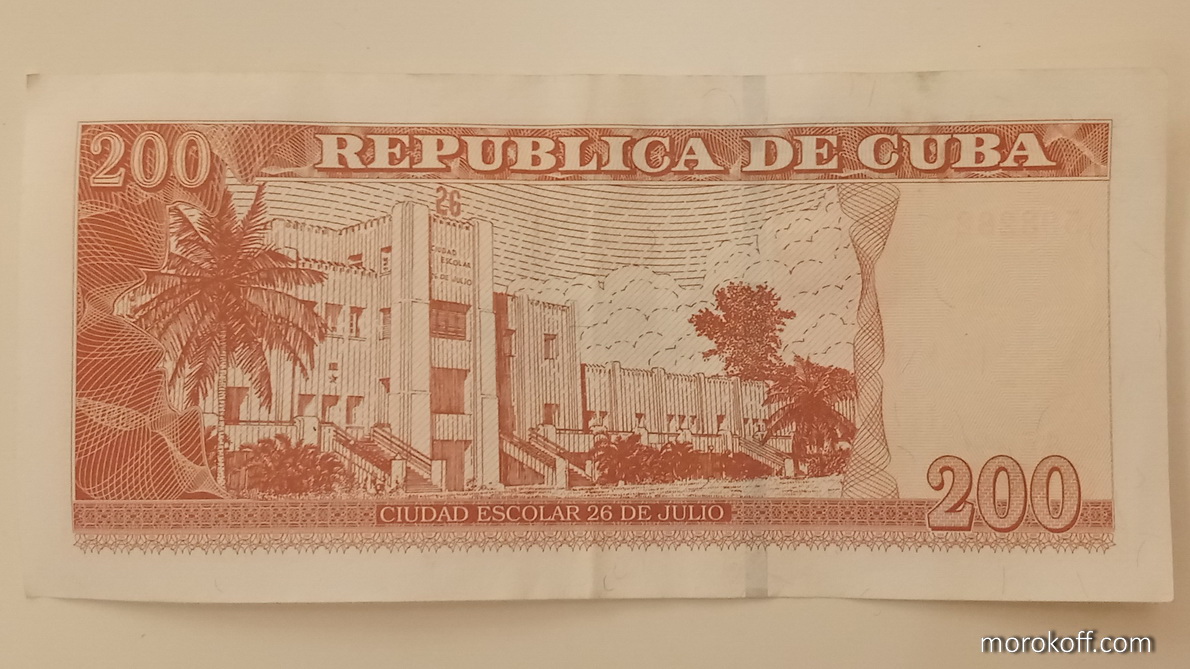 200
REPUBLICA DE CUBA
26
CIUDAD
ESCOLAR
26 DE JULIO
CIUDAD ESCOLAR 26 DE JULIO
200
morokoff.com